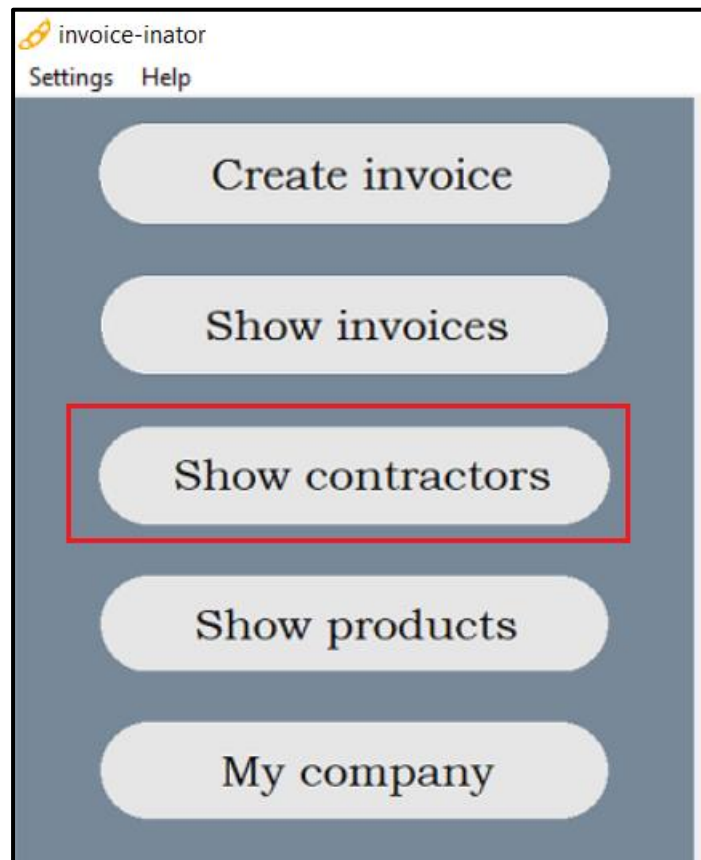 invoice-inator
Settings Help
Create invoice
Show invoices
Show contractors
Show products
My company